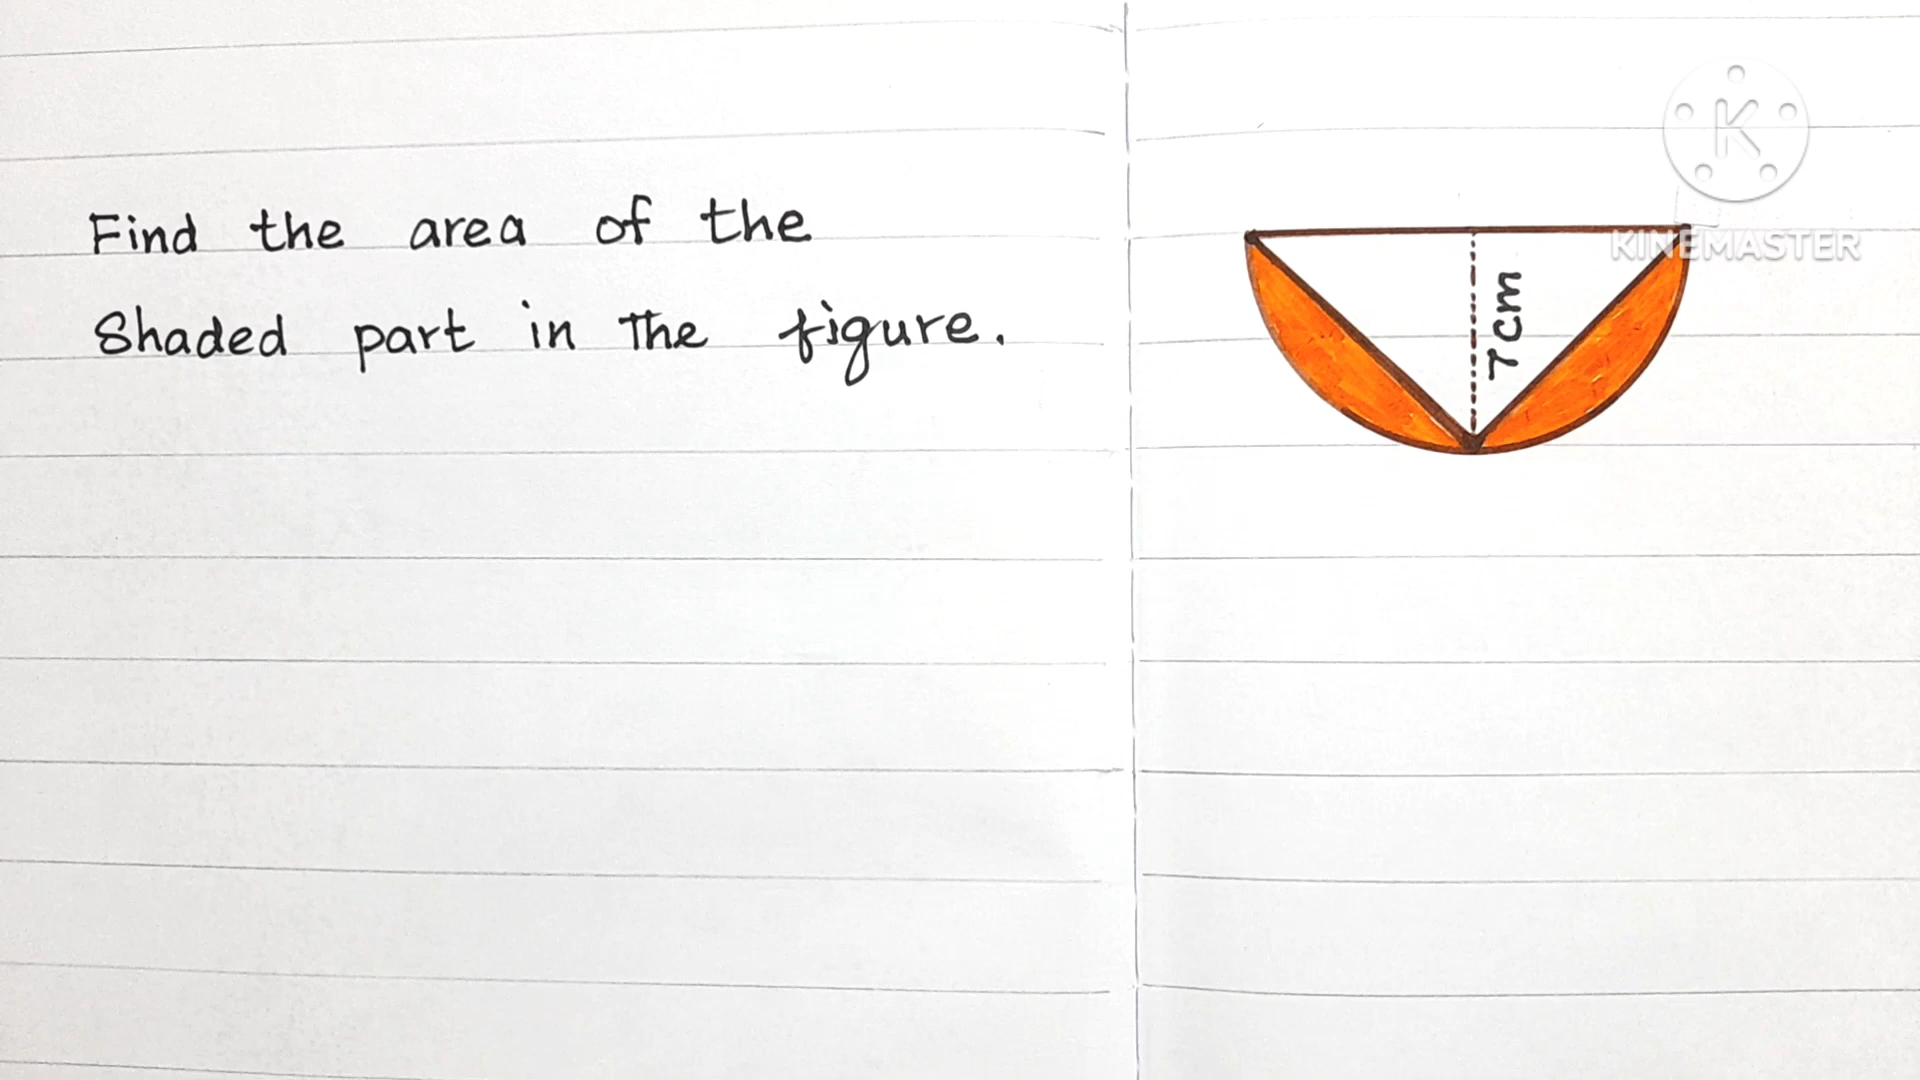 Find the area of the
Shaded part in the figure.
7cm
K
KINEMASTER